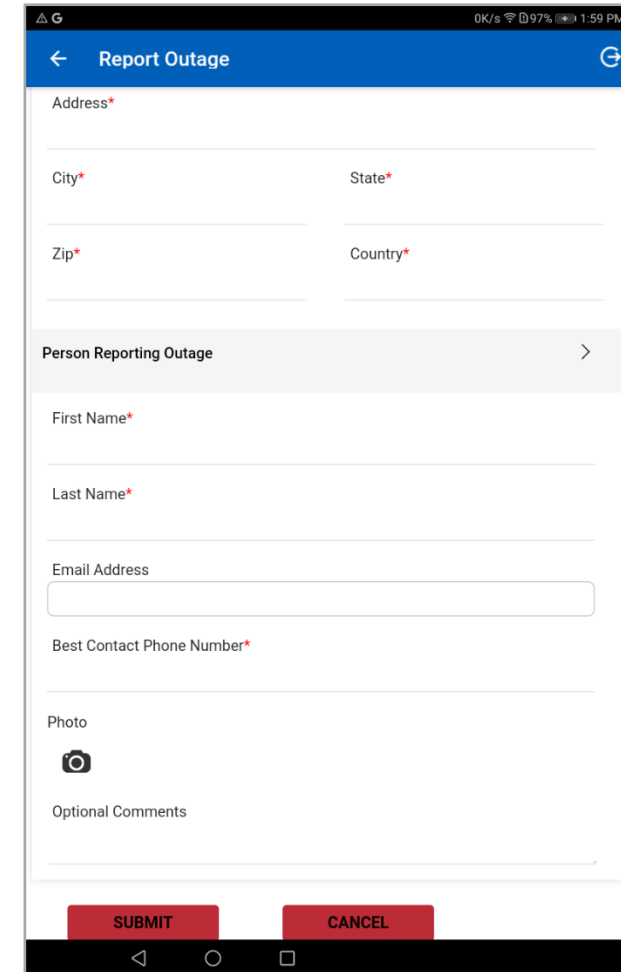 G 0K/s 97% 1:59 PM
Report Outage
Address*
City* State*
Zip* Country*
Person Reporting Outage
First Name*
Last Name*
Email Address
Best Contact Phone Number*
Photo
Optional Comments
SUBMIT CANCEL